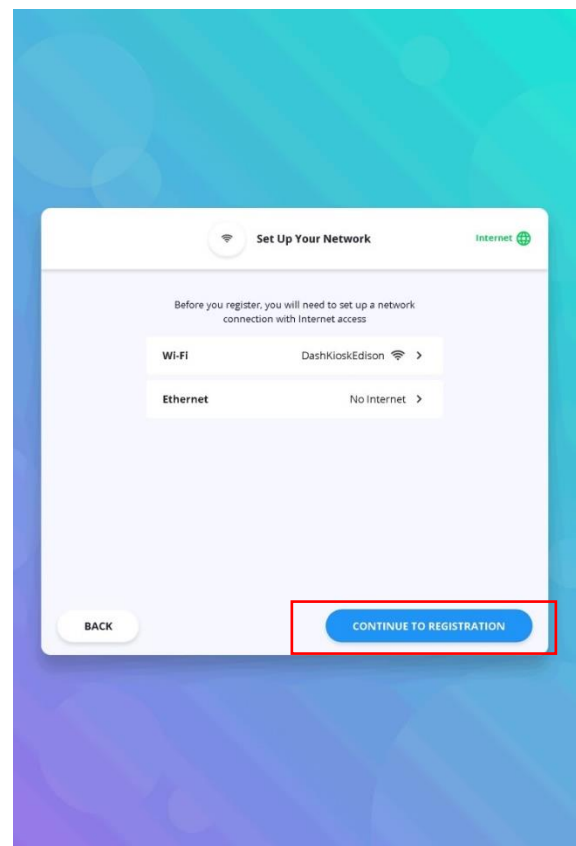 Set Up Your Network
Internet
Before you register, you will need to set up a network
connection with Internet access
Wi-Fi DashKioskEdison
Ethernet No Internet
BACK CONTINUE TO REGISTRATION